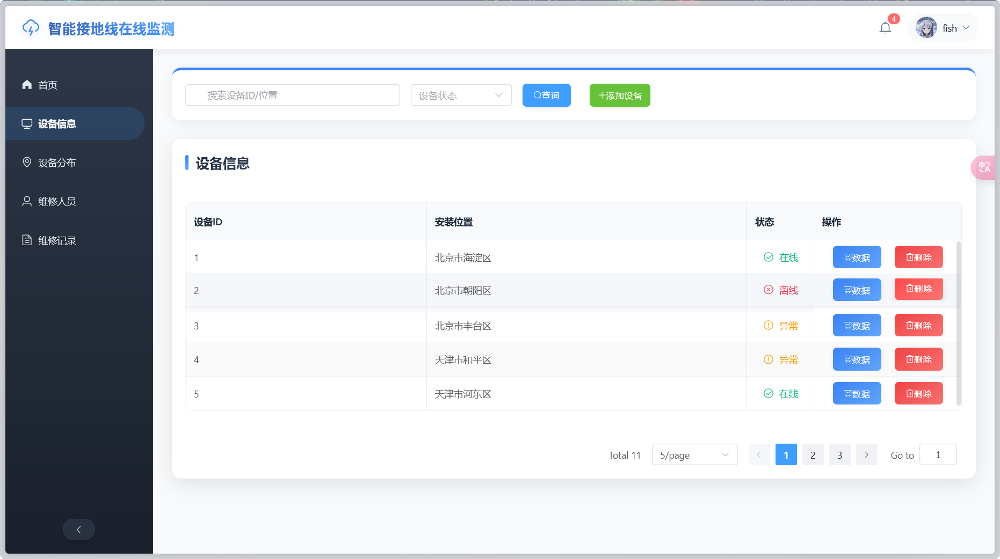 智能接地线在线监测
4
fish
首页
设备信息
设备分布
维修人员
维修记录
搜索设备ID/位置
设备状态
查询
添加设备
设备信息
设备ID 安装位置 状态 操作
1 北京市海淀区 在线 数据 删除
2 北京市朝阳区 离线 数据 删除
3 北京市丰台区 异常 数据 删除
4 天津市和平区 异常 数据 删除
5 天津市河东区 在线 数据 删除
Total 11 5/page 1 2 3 Go to 1
中A